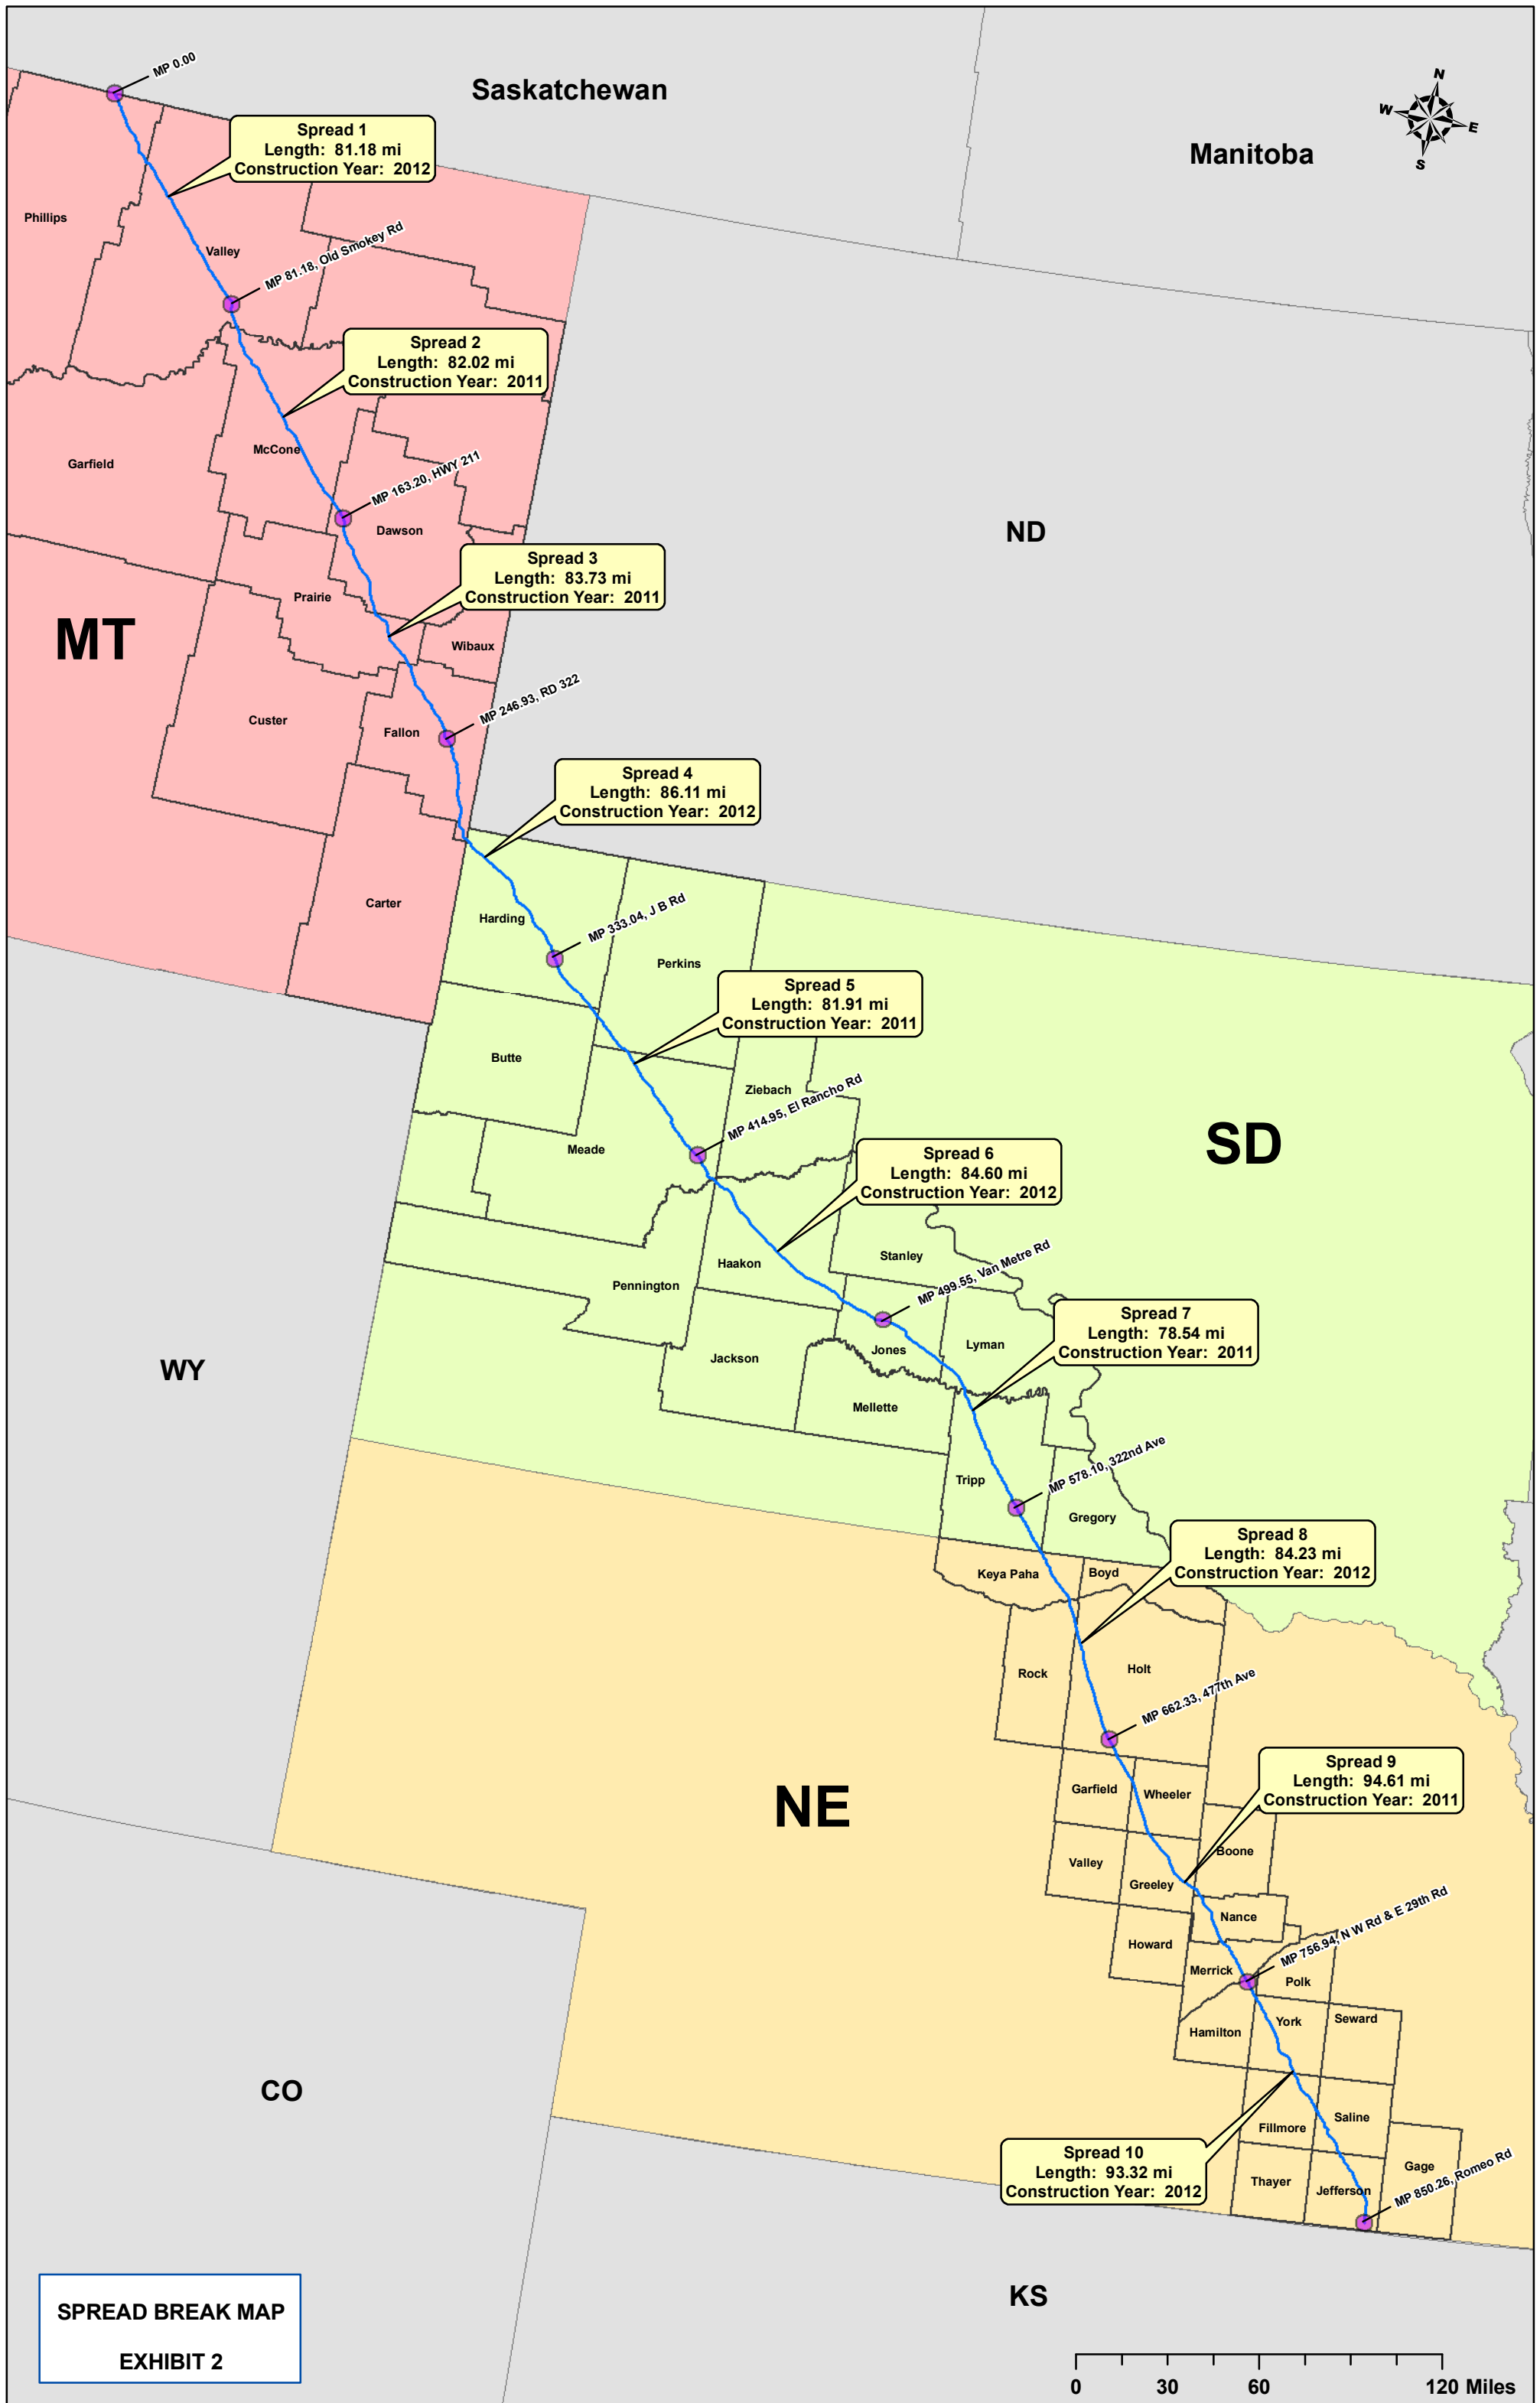 MP 0.00
Saskatchewan
N
W
E
S
Manitoba
Spread 1
Length: 81.18 mi
Construction Year: 2012
Phillips
Valley
MP 81.18, Old Smokey Rd
Spread 2
Length: 82.02 mi
Construction Year: 2011
McCone
Garfield
MP 163.20, HWY 211
Dawson
ND
Spread 3
Length: 83.73 mi
Construction Year: 2011
Prairie
MT
Wibaux
Custer
Fallon
MP 246.93, RD 322
Spread 4
Length: 86.11 mi
Construction Year: 2012
Carter
Harding
MP 333.04, J B Rd
Perkins
Spread 5
Length: 81.91 mi
Construction Year: 2011
Butte
Ziebach
MP 414.95, El Rancho Rd
Meade
SD
Spread 6
Length: 84.60 mi
Construction Year: 2012
Stanley
Haakon
Pennington
MP 499.55, Van Metre Rd
Spread 7
Length: 78.54 mi
Construction Year: 2011
WY
Jackson
Jones
Lyman
Mellette
Tripp
MP 578.10, 322nd Ave
Gregory
Spread 8
Length: 84.23 mi
Construction Year: 2012
Keya Paha
Boyd
Rock
Holt
MP 662.33, 477th Ave
Spread 9
Length: 94.61 mi
Construction Year: 2011
NE
Garfield
Wheeler
Boone
Valley
Greeley
Nance
Howard
MP 756.94, N W Rd & E 29th Rd
Merrick
Polk
Hamilton
York
Seward
CO
Saline
Fillmore
Spread 10
Length: 93.32 mi
Construction Year: 2012
Thayer
Jefferson
Gage
MP 850.26, Romeo Rd
KS
SPREAD BREAK MAP
EXHIBIT 2
0 30 60 120 Miles